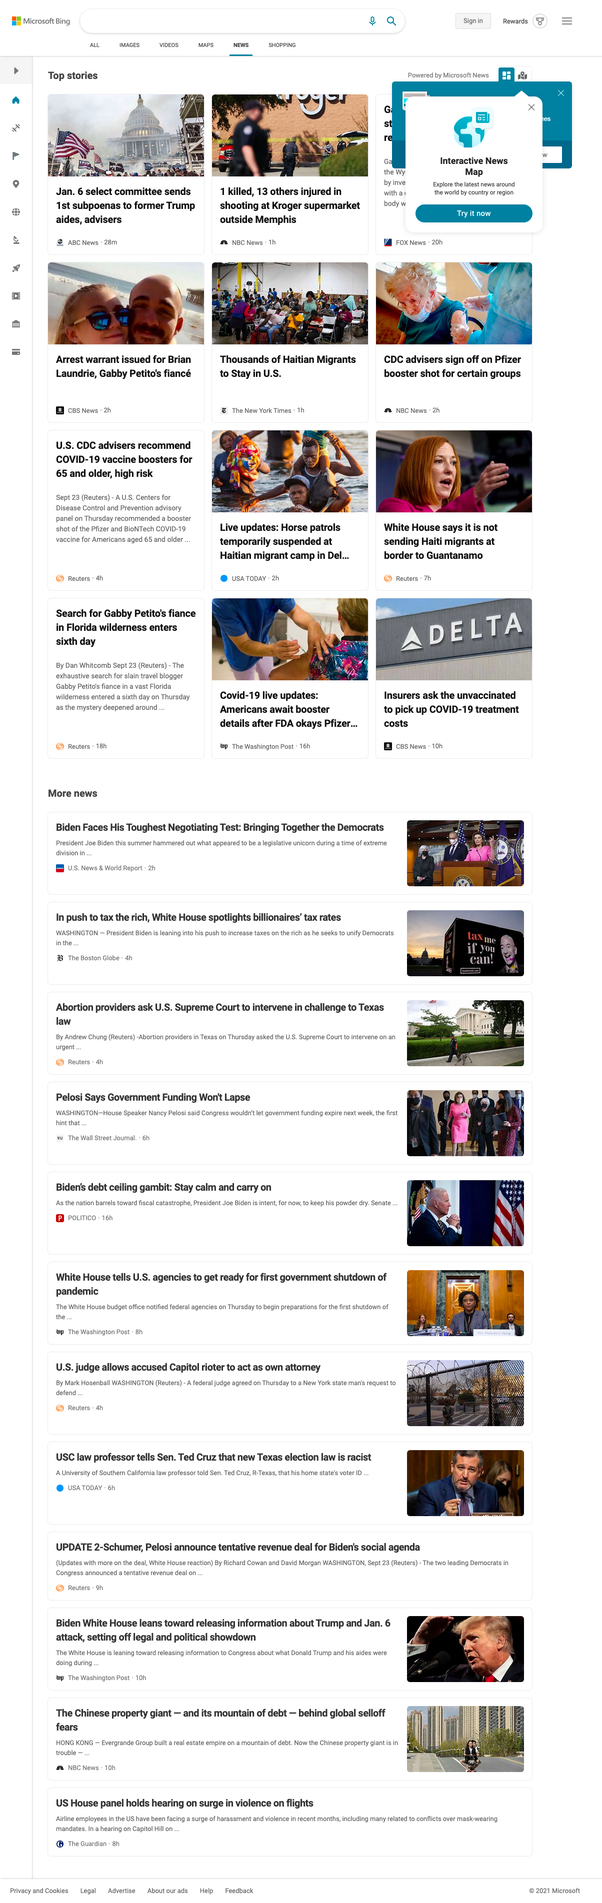 Microsoft Bing
Sign in
Rewards
ALL
IMAGES
VIDEOS
MAPS
NEWS
SHOPPING
Top stories
Powered by Microsoft News
Interactive News
Map
Explore the latest news around
the world by country or region
Try it now
Jan. 6 select committee sends
1st subpoenas to former Trump
aides, advisers
ABC News · 28m
1 killed, 13 others injured in
shooting at Kroger supermarket
outside Memphis
NBC News · 1h
FOX News · 20h
Arrest warrant issued for Brian
Laundrie, Gabby Petito's fiancé
CBS News · 2h
Thousands of Haitian Migrants
to Stay in U.S.
The New York Times · 1h
CDC advisers sign off on Pfizer
booster shot for certain groups
NBC News · 2h
U.S. CDC advisers recommend
COVID-19 vaccine boosters for
65 and older, high risk
Sept 23 (Reuters) - A U.S. Centers for
Disease Control and Prevention advisory
panel on Thursday recommended a booster
shot of the Pfizer and BioNTech COVID-19
vaccine for Americans aged 65 and older ...
Reuters · 4h
Live updates: Horse patrols
temporarily suspended at
Haitian migrant camp in Del...
USA TODAY · 2h
White House says it is not
sending Haiti migrants at
border to Guantanamo
Reuters · 7h
Search for Gabby Petito's fiance
in Florida wilderness enters
sixth day
By Dan Whitcomb Sept 23 (Reuters) - The
exhaustive search for slain travel blogger
Gabby Petito's fiance in a vast Florida
wilderness entered a sixth day on Thursday
as the mystery deepened around ...
Reuters · 18h
Covid-19 live updates:
Americans await booster
details after FDA okays Pfizer...
The Washington Post · 16h
DELTA
Insurers ask the unvaccinated
to pick up COVID-19 treatment
costs
CBS News · 10h
More news
Biden Faces His Toughest Negotiating Test: Bringing Together the Democrats
President Joe Biden this summer hammered out what appeared to be a legislative unicorn during a time of extreme
division in ...
U.S. News & World Report · 2h
In push to tax the rich, White House spotlights billionaires' tax rates
WASHINGTON — President Biden is leaning into his push to increase taxes on the rich as he seeks to unify Democrats
in the ...
The Boston Globe · 4h
tax me
if you
can!
Abortion providers ask U.S. Supreme Court to intervene in challenge to Texas
law
By Andrew Chung (Reuters) -Abortion providers in Texas on Thursday asked the U.S. Supreme Court to intervene on an
urgent ...
Reuters · 4h
Pelosi Says Government Funding Won't Lapse
WASHINGTON—House Speaker Nancy Pelosi said Congress wouldn't let government funding expire next week, the first
hint that ...
The Wall Street Journal. · 6h
Biden's debt ceiling gambit: Stay calm and carry on
As the nation barrels toward fiscal catastrophe, President Joe Biden is intent, for now, to keep his powder dry. Senate ...
POLITICO · 16h
White House tells U.S. agencies to get ready for first government shutdown of
pandemic
The White House budget office notified federal agencies on Thursday to begin preparations for the first shutdown of
the ...
The Washington Post · 8h
U.S. judge allows accused Capitol rioter to act as own attorney
By Mark Hosenball WASHINGTON (Reuters) - A federal judge agreed on Thursday to a New York state man's request to
defend ...
Reuters · 4h
USC law professor tells Sen. Ted Cruz that new Texas election law is racist
A University of Southern California law professor told Sen. Ted Cruz, R-Texas, that his home state's voter ID ...
USA TODAY · 6h
UPDATE 2-Schumer, Pelosi announce tentative revenue deal for Biden's social agenda
(Updates with more on the deal, White House reaction) By Richard Cowan and David Morgan WASHINGTON, Sept 23 (Reuters) - The two leading Democrats in
Congress announced a tentative revenue deal on ...
Reuters · 9h
Biden White House leans toward releasing information about Trump and Jan. 6
attack, setting off legal and political showdown
The White House is leaning toward releasing information to Congress about what Donald Trump and his aides were
doing during ...
The Washington Post · 10h
The Chinese property giant — and its mountain of debt — behind global selloff
fears
HONG KONG — Evergrande Group built a real estate empire on a mountain of debt. Now the Chinese property giant is in
trouble — ...
NBC News · 10h
US House panel holds hearing on surge in violence on flights
Airline employees in the US have been facing a surge of harassment and violence in recent months, including many related to conflicts over mask-wearing
mandates. In a hearing on Capitol Hill on ...
The Guardian · 8h
Privacy and Cookies
Legal
Advertise
About our ads
Help
Feedback
© 2021 Microsoft